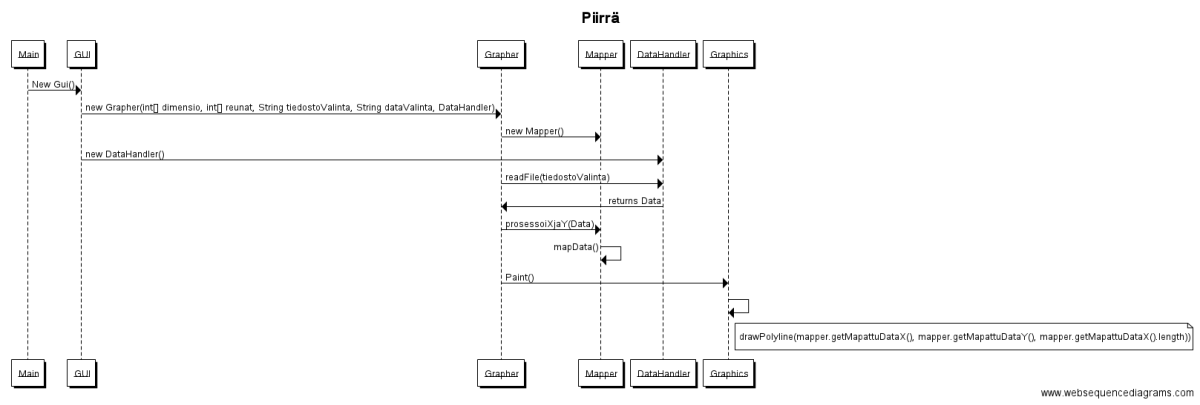 Piirrä
Main
GUI
Grapher
Mapper
DataHandler
Graphics
New Gui()
new Grapher(int[] dimensio, int[] reunat, String tiedostoValinta, String dataValinta, DataHandler)
new Mapper()
new DataHandler()
readFile(tiedostoValinta)
returns Data
prosessoiXjaY(Data)
mapData()
Paint()
drawPolyline(mapper.getMapattuDataX(), mapper.getMapattuDataY(), mapper.getMapattuDataX().length))
Main
GUI
Grapher
Mapper
DataHandler
Graphics
www.websequencediagrams.com